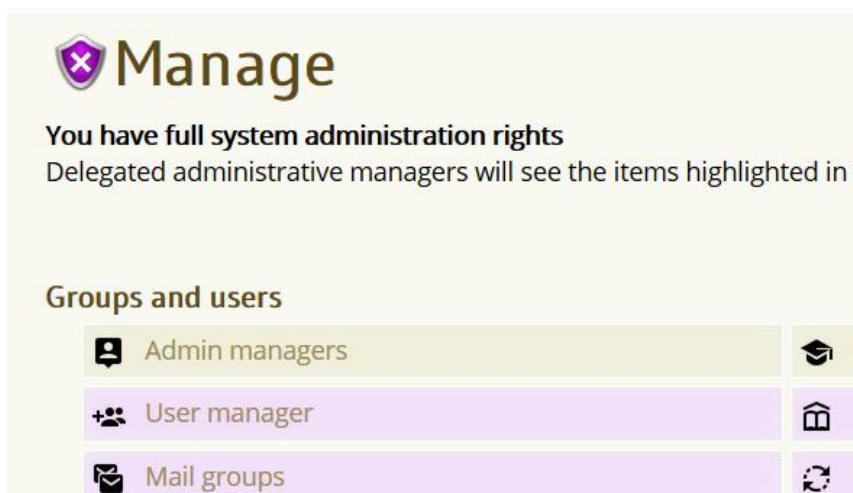 Manage
You have full system administration rights
Delegated administrative managers will see the items highlighted in
Groups and users
Admin managers
User manager
Mail groups